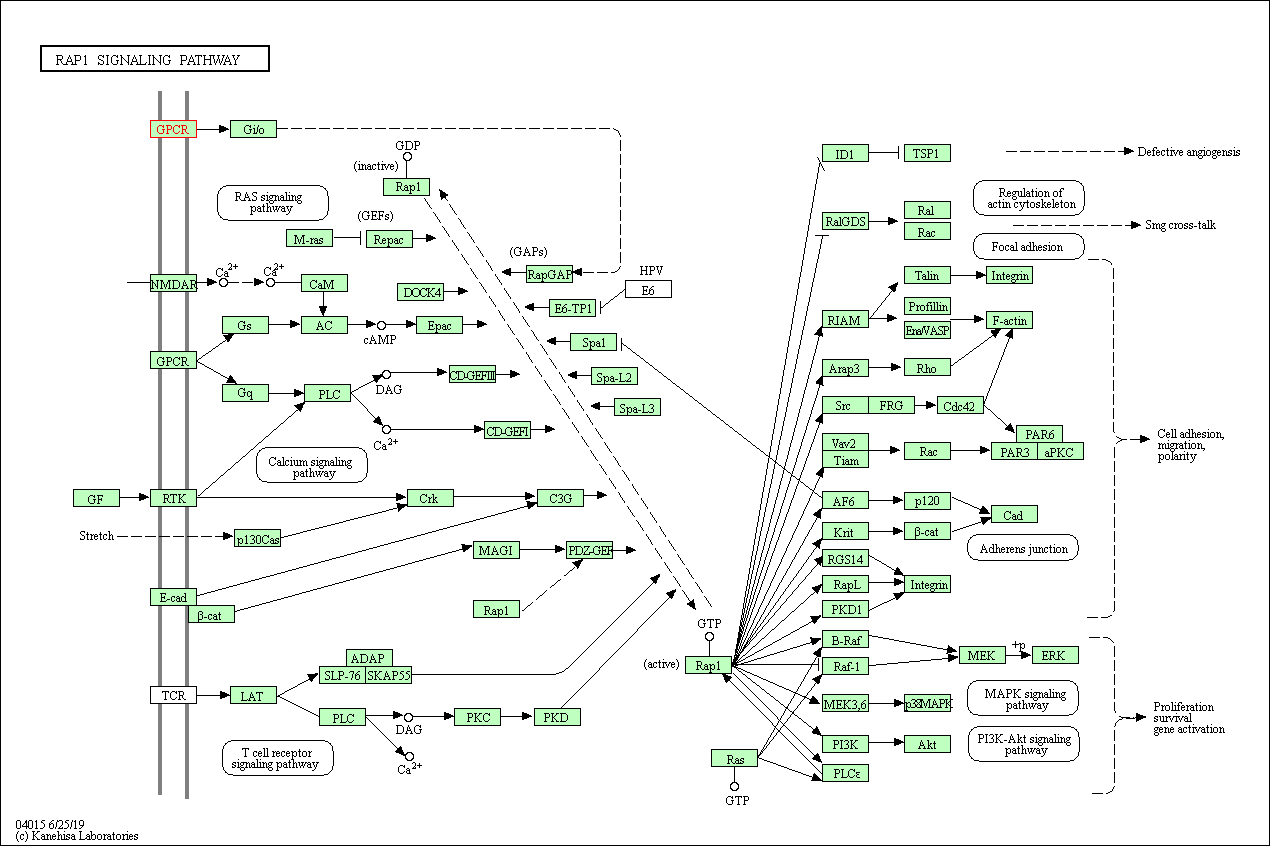 RAP1 SIGNALING PATHWAY
GPCR
Gi/o
GDP
(inactive)
Rap1
RAS signaling
pathway
(GEFs)
M-ras
Repac
(GAPs)
RapGAP
HPV
E6
E6-TP1
NMDAR
Ca2+
Ca2+
CaM
DOCK4
Gs
AC
cAMP
Epac
Spa1
GPCR
Gq
PLC
DAG
CD-GEFIII
Spa-L2
Spa-L3
Ca2+
CD-GEFI
Calcium signaling
pathway
GF
RTK
Crk
C3G
Stretch
p130Cas
MAGI
PDZ-GEF
E-cad
β-cat
Rap1
GTP
(active)
Rap1
ADAP
SLP-76
SKAP55
TCR
LAT
PLC
DAG
PKC
PKD
Ca2+
T cell receptor
signaling pathway
Ras
GTP
ID1
TSP1
Defective angiogensis
Regulation of
actin cytoskeleton
RalGDS
Ral
Rac
Smg cross-talk
Focal adhesion
Talin
Integrin
RIAM
Profillin
Ena/VASP
F-actin
Arap3
Rho
Src
FRG
Cdc42
PAR6
PAR3
aPKC
Vav2
Tiam
Rac
Cell adhesion,
migration,
polarity
AF6
p120
Cad
Krit
β-cat
Adherens junction
RGS14
RapL
Integrin
PKD1
B-Raf
Raf-1
MEK
+p
ERK
MEK3,6
p38MAPK
MAPK signaling
pathway
Proliferation
survival
gene activation
PI3K
Akt
PI3K-Akt signaling
pathway
PLCε
04015 6/25/19
(c) Kanehisa Laboratories